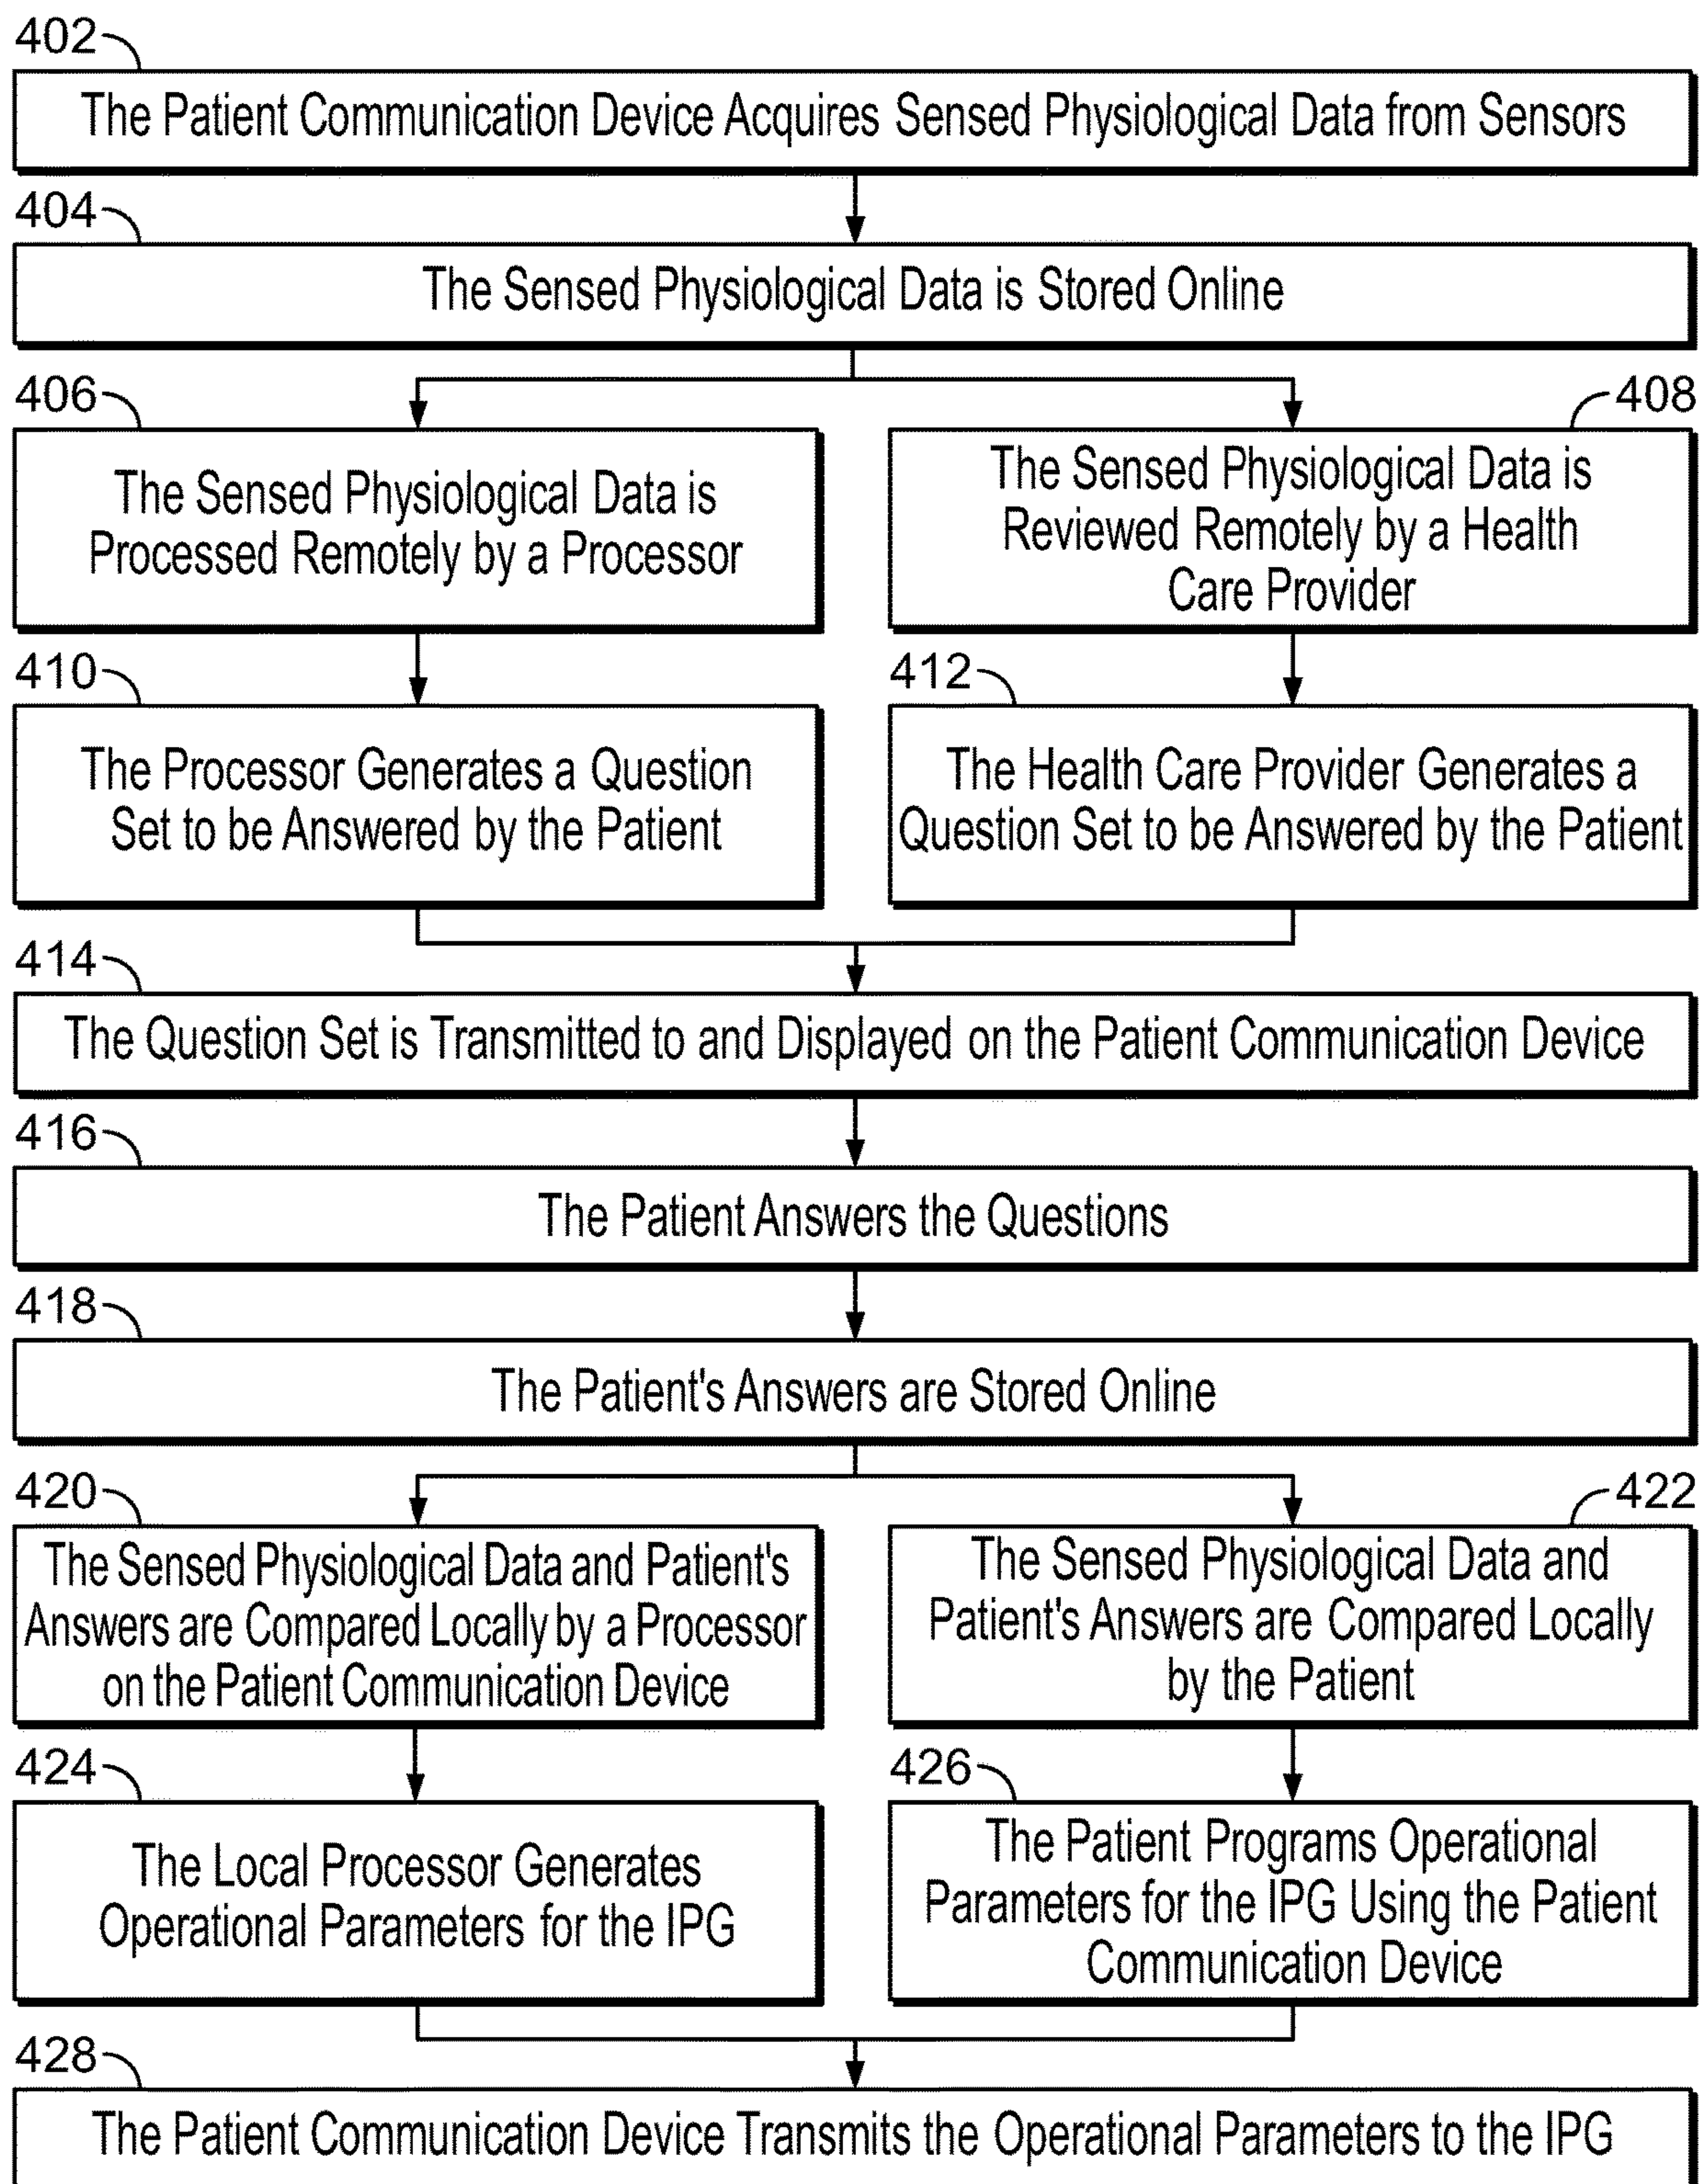 402
The Patient Communication Device Acquires Sensed Physiological Data from Sensors
404
The Sensed Physiological Data is Stored Online
406
The Sensed Physiological Data is
Processed Remotely by a Processor
408
The Sensed Physiological Data is
Reviewed Remotely by a Health
Care Provider
410
The Processor Generates a Question
Set to be Answered by the Patient
412
The Health Care Provider Generates a
Question Set to be Answered by the Patient
414
The Question Set is Transmitted to and Displayed on the Patient Communication Device
416
The Patient Answers the Questions
418
The Patient's Answers are Stored Online
420
The Sensed Physiological Data and Patient's
Answers are Compared Locally by a Processor
on the Patient Communication Device
422
The Sensed Physiological Data and
Patient's Answers are Compared Locally
by the Patient
424
The Local Processor Generates
Operational Parameters for the IPG
426
The Patient Programs Operational
Parameters for the IPG Using the Patient
Communication Device
428
The Patient Communication Device Transmits the Operational Parameters to the IPG